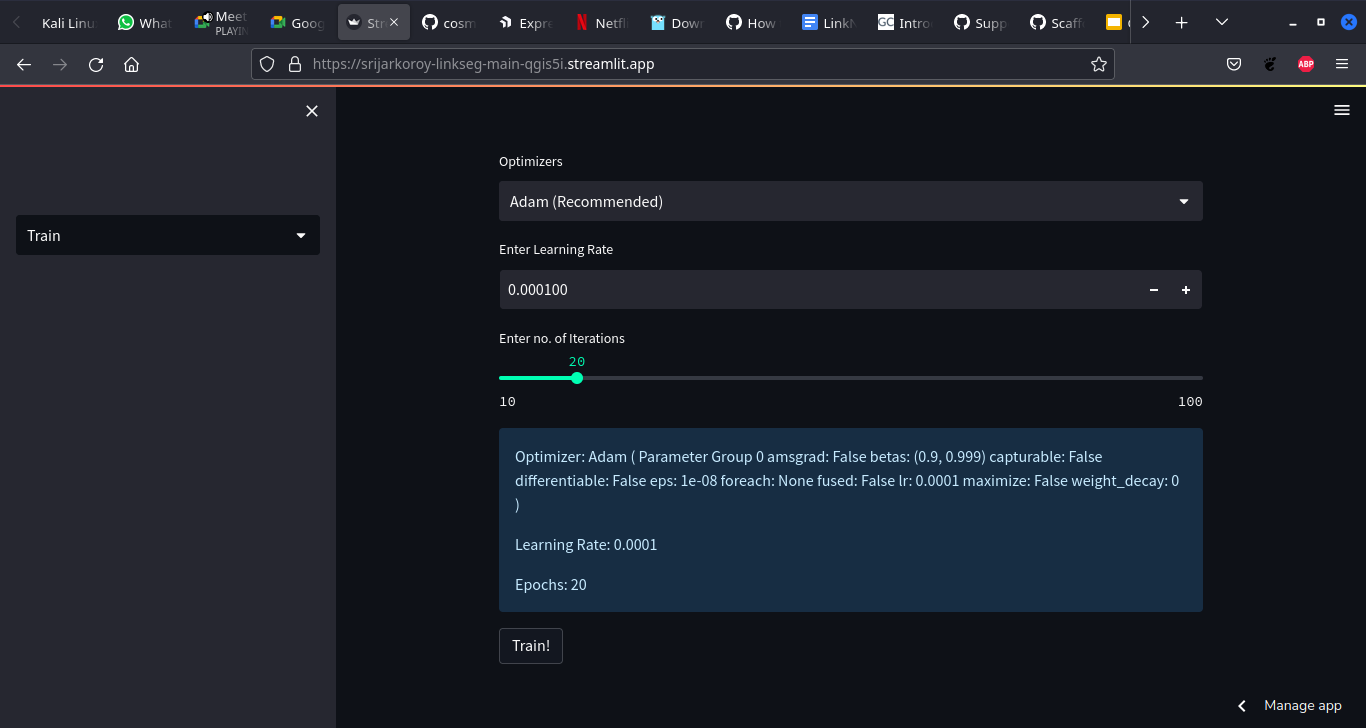 Kali Linu
What
Meet
PLAYIN
Goog
Str
cosm
Expre
Netfl
Dow
How
LinkN
GC Intro
Supp
Scaff
https://srijarkoroy-linkseg-main-qgis5i.streamlit.app
ABP
Train
Optimizers
Adam (Recommended)
Enter Learning Rate
0.000100
Enter no. of Iterations
20
10
100
Optimizer: Adam ( Parameter Group 0 amsgrad: False betas: (0.9, 0.999) capturable: False
differentiable: False eps: 1e-08 foreach: None fused: False lr: 0.0001 maximize: False weight_decay: 0
)
Learning Rate: 0.0001
Epochs: 20
Train!
Manage app